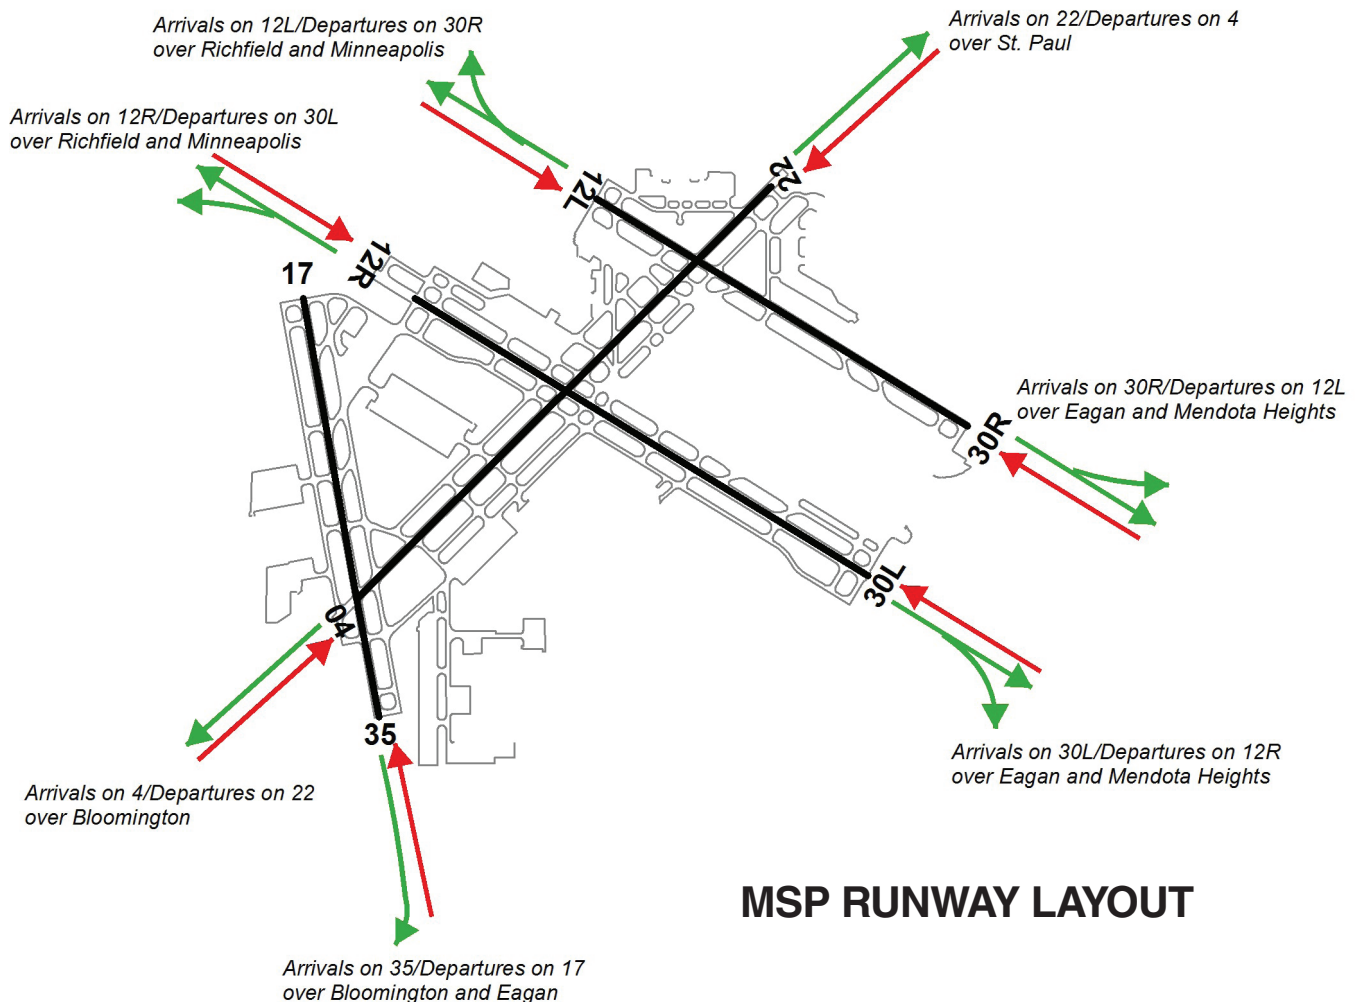 Arrivals on 12L/Departures on 30R
over Richfield and Minneapolis
Arrivals on 22/Departures on 4
over St. Paul
Arrivals on 12R/Departures on 30L
over Richfield and Minneapolis
12L
22
17
12R
Arrivals on 30R/Departures on 12L
over Eagan and Mendota Heights
30R
30L
04
35
Arrivals on 30L/Departures on 12R
over Eagan and Mendota Heights
Arrivals on 4/Departures on 22
over Bloomington
MSP RUNWAY LAYOUT
Arrivals on 35/Departures on 17
over Bloomington and Eagan